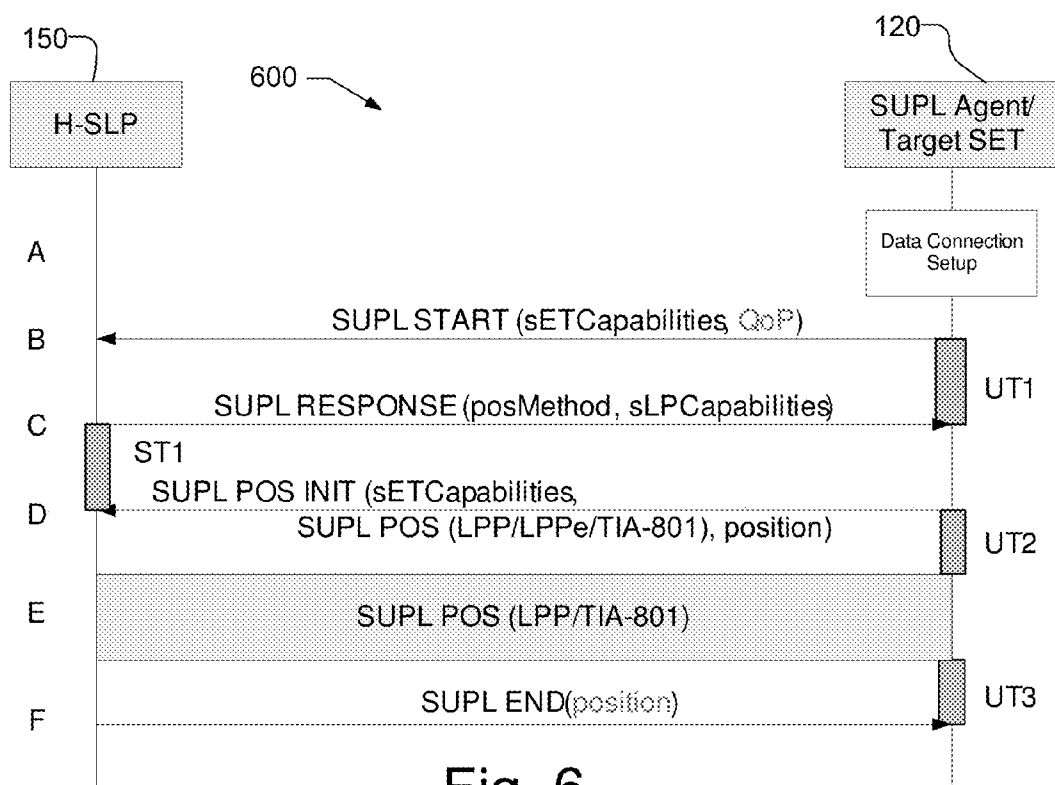 150
120
600
H-SLP
SUPL Agent/
Target SET
A
Data Connection
Setup
SUPL START (sETCapabilities, QoP)
B
UT1
SUPL RESPONSE (posMethod, sLPCapabilities)
C
ST1
SUPL POS INIT (sETCapabilities,
D
SUPL POS (LPP/LPPe/TIA-801), position)
UT2
E
SUPL POS (LPP/TIA-801)
SUPL END(position)
UT3
F
Fig. 6